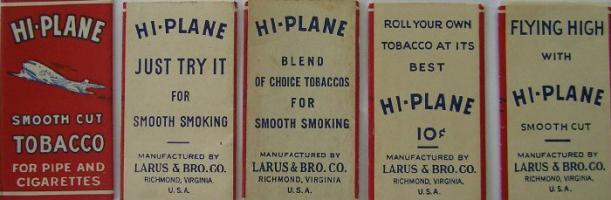 HI-PLANE
SMOOTH CUT
TOBACCO
FOR PIPE AND
CIGARETTES
HI-PLANE
JUST TRY IT
FOR
SMOOTH SMOKING
MANUFACTURED BY
LARUS & BRO. CO.
RICHMOND, VIRGINIA,
U.S.A.
HI-PLANE
BLEND
OF CHOICE TOBACCOS
FOR
SMOOTH SMOKING
MANUFACTURED BY
LARUS & BRO. CO.
RICHMOND, VIRGINIA,
U.S.A.
ROLL YOUR OWN
TOBACCO AT ITS
BEST
HI-PLANE
10¢
MANUFACTURED BY
LARUS & BRO. CO.
RICHMOND, VIRGINIA,
U.S.A.
FLYING HIGH
WITH
HI-PLANE
SMOOTH CUT
MANUFACTURED BY
LARUS & BRO. CO.
RICHMOND, VIRGINIA,
U.S.A.